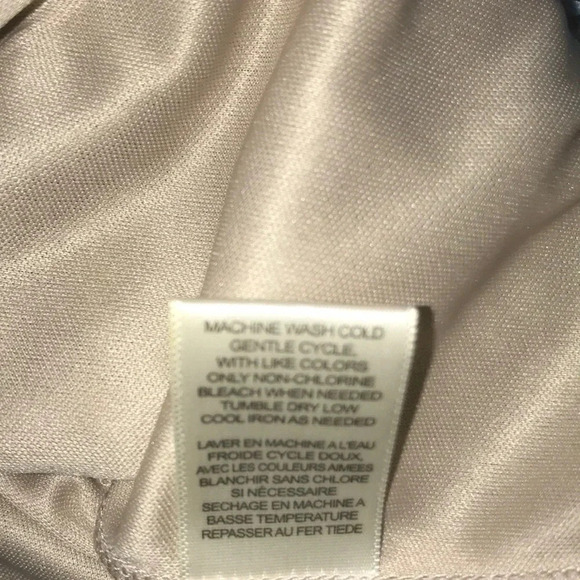 MACHINE WASH COLD
GENTLE CYCLE,
WITH LIKE COLORS
ONLY NON-CHLORINE
BLEACH WHEN NEEDED
TUMBLE DRY LOW
COOL IRON AS NEEDED
LAVER EN MACHINE A L'EAU
FROIDE CYCLE DOUX,
AVEC LES COULEURS AIMEES
BLANCHIR SANS CHLORE
SI NÉCESSAIRE
SECHAGE EN MACHINE A
BASSE TEMPERATURE
REPASSER AU FER TIEDE